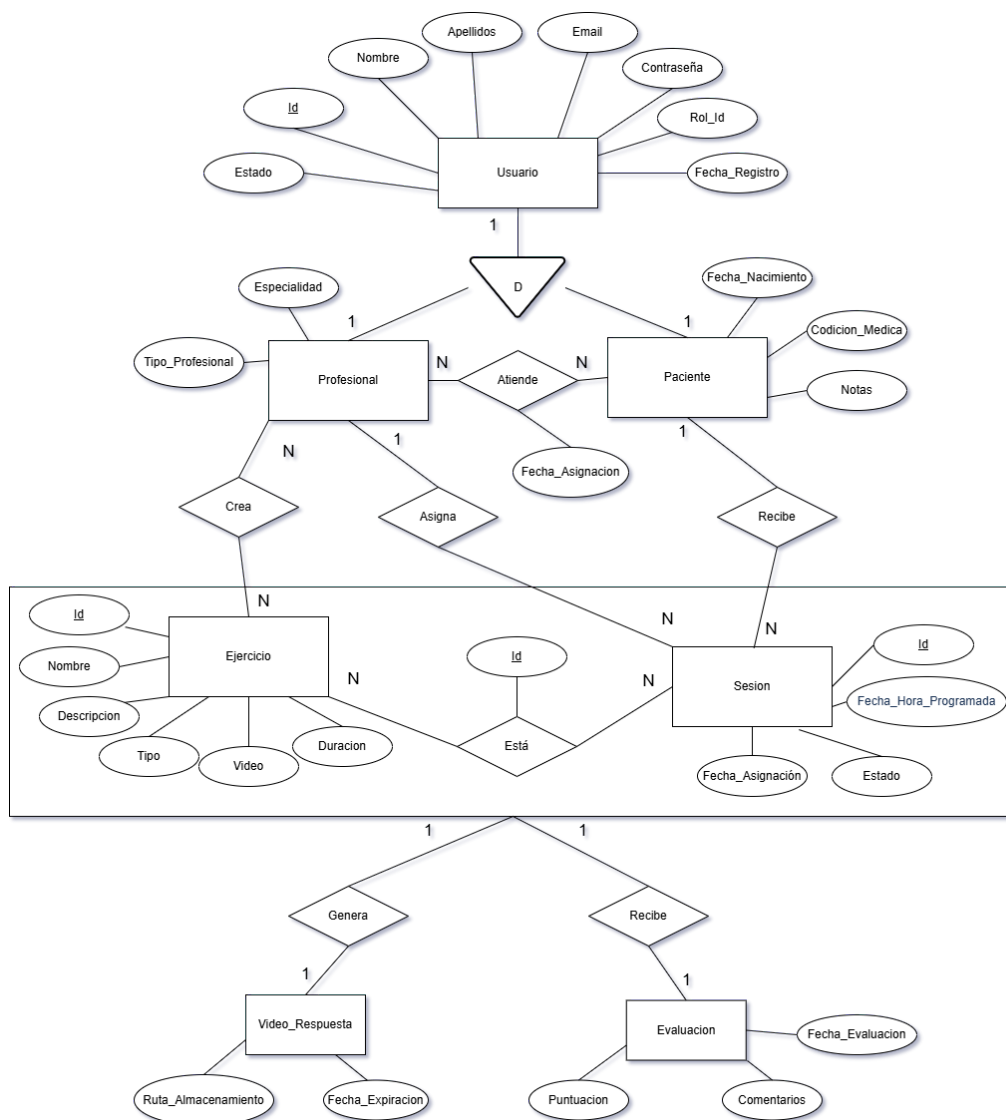 Apellidos
Email
Nombre
Contraseña
Id
Rol_Id
Estado
Usuario
Fecha_Registro
1
D
Especialidad
Fecha_Nacimiento
1
1
Codicion_Medica
Tipo_Profesional
Profesional
N
Atiende
N
Paciente
Notas
N
1
Fecha_Asignacion
1
Crea
Asigna
Recibe
N
N
N
Id
Ejercicio
Id
Id
Nombre
N
N
Sesion
Fecha_Hora_Programada
Descripcion
Tipo
Video
Duracion
Está
Fecha_Asignación
Estado
1
1
Genera
Recibe
1
1
Video_Respuesta
Evaluacion
Fecha_Evaluacion
Ruta_Almacenamiento
Fecha_Expiracion
Puntuacion
Comentarios